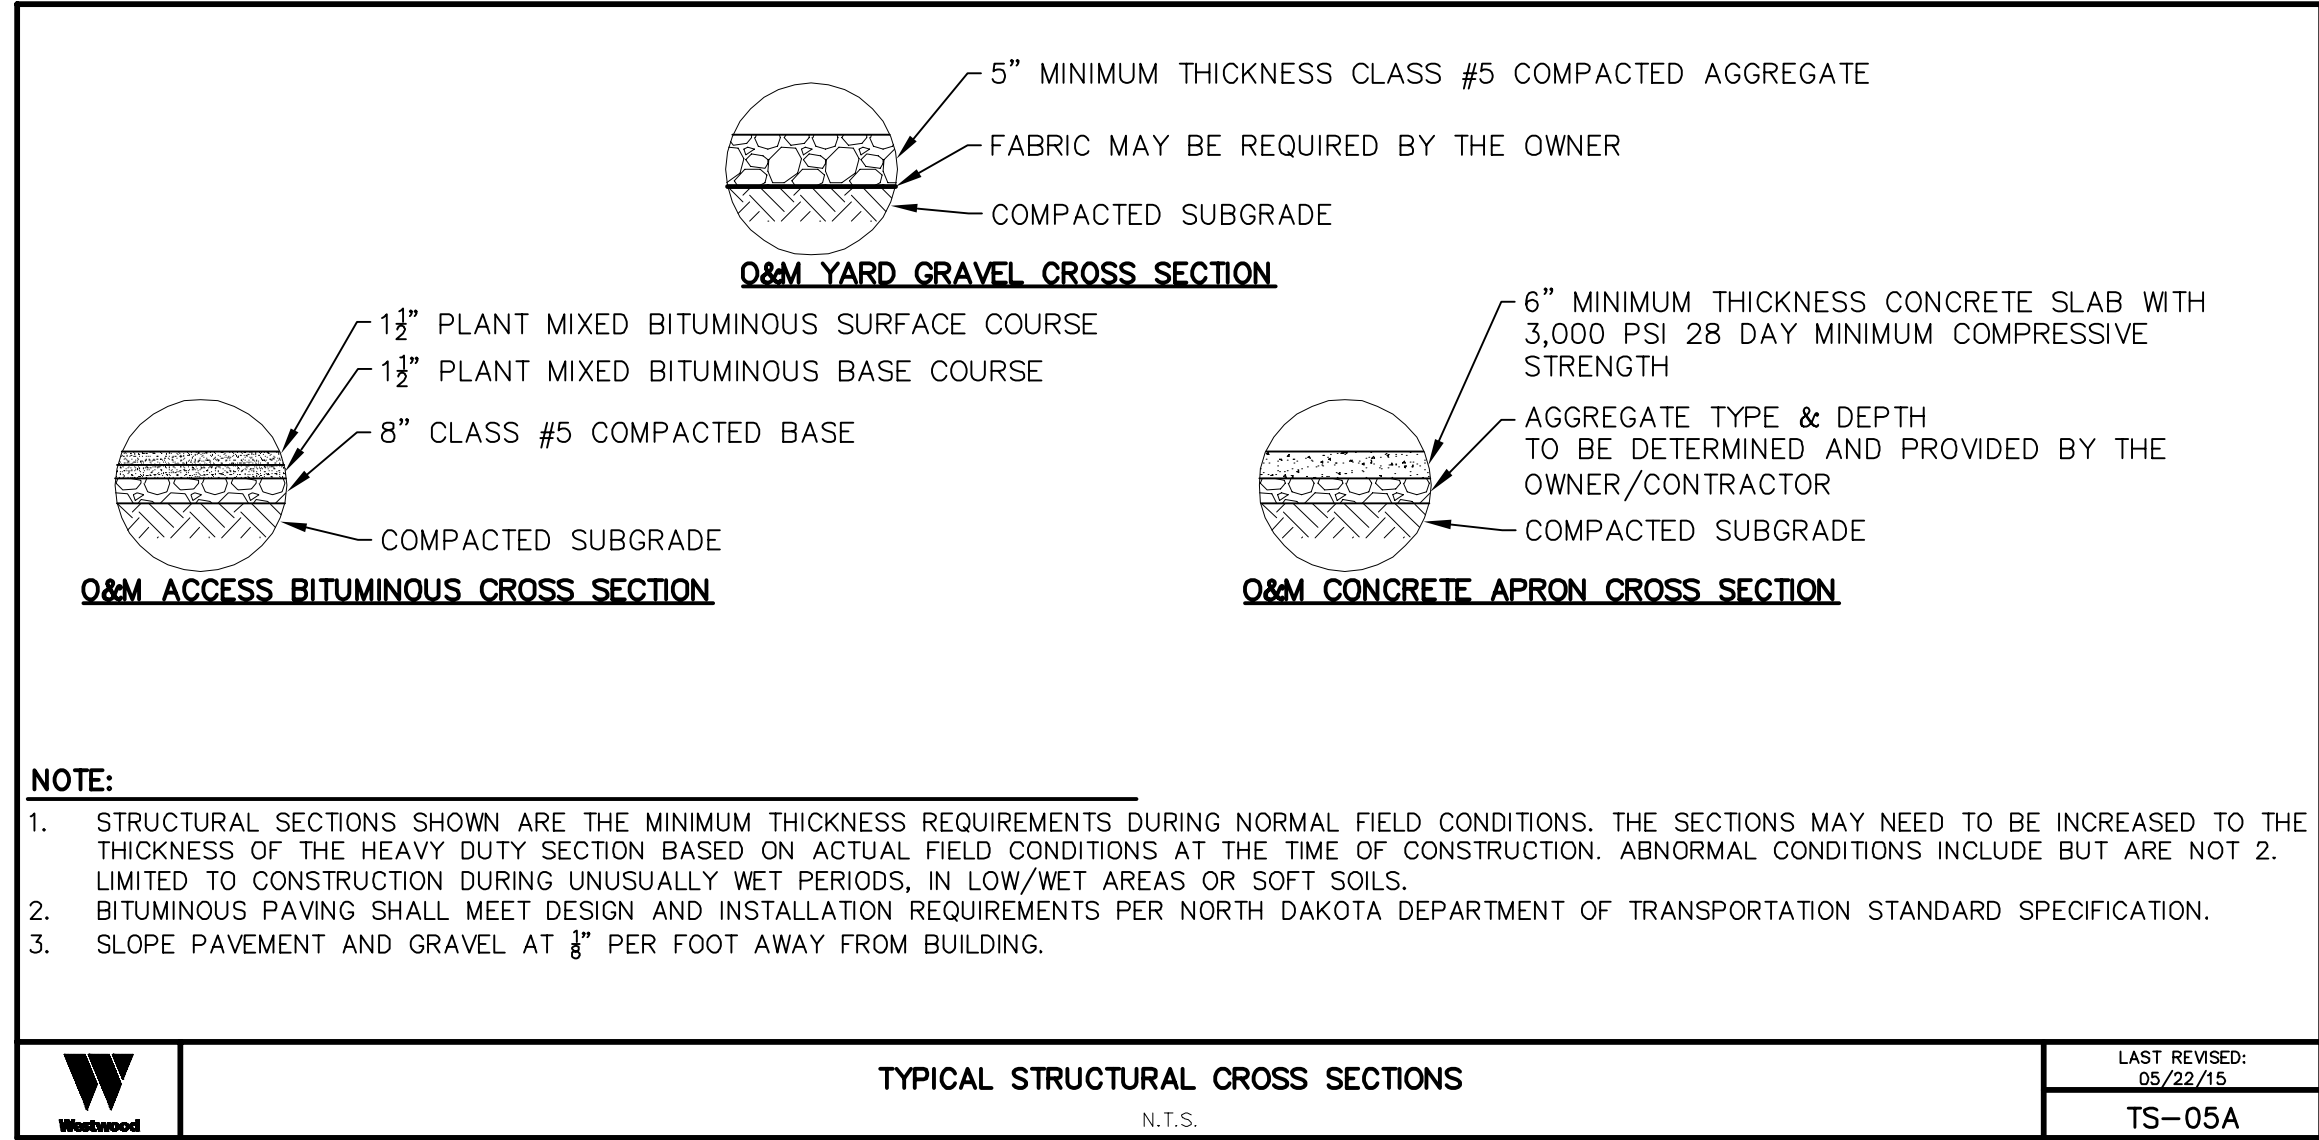 5” MINIMUM THICKNESS CLASS #5 COMPACTED AGGREGATE
FABRIC MAY BE REQUIRED BY THE OWNER
COMPACTED SUBGRADE
O&M YARD GRAVEL CROSS SECTION
1½” PLANT MIXED BITUMINOUS SURFACE COURSE
1½” PLANT MIXED BITUMINOUS BASE COURSE
8” CLASS #5 COMPACTED BASE
COMPACTED SUBGRADE
O&M ACCESS BITUMINOUS CROSS SECTION
6” MINIMUM THICKNESS CONCRETE SLAB WITH
3,000 PSI 28 DAY MINIMUM COMPRESSIVE
STRENGTH
AGGREGATE TYPE & DEPTH
TO BE DETERMINED AND PROVIDED BY THE
OWNER/CONTRACTOR
COMPACTED SUBGRADE
O&M CONCRETE APRON CROSS SECTION
NOTE:
1. STRUCTURAL SECTIONS SHOWN ARE THE MINIMUM THICKNESS REQUIREMENTS DURING NORMAL FIELD CONDITIONS. THE SECTIONS MAY NEED TO BE INCREASED TO THE
THICKNESS OF THE HEAVY DUTY SECTION BASED ON ACTUAL FIELD CONDITIONS AT THE TIME OF CONSTRUCTION. ABNORMAL CONDITIONS INCLUDE BUT ARE NOT 2.
LIMITED TO CONSTRUCTION DURING UNUSUALLY WET PERIODS, IN LOW/WET AREAS OR SOFT SOILS.
2. BITUMINOUS PAVING SHALL MEET DESIGN AND INSTALLATION REQUIREMENTS PER NORTH DAKOTA DEPARTMENT OF TRANSPORTATION STANDARD SPECIFICATION.
3. SLOPE PAVEMENT AND GRAVEL AT ⅛” PER FOOT AWAY FROM BUILDING.
Westwood
TYPICAL STRUCTURAL CROSS SECTIONS
N.T.S.
LAST REVISED:
05/22/15
TS-05A